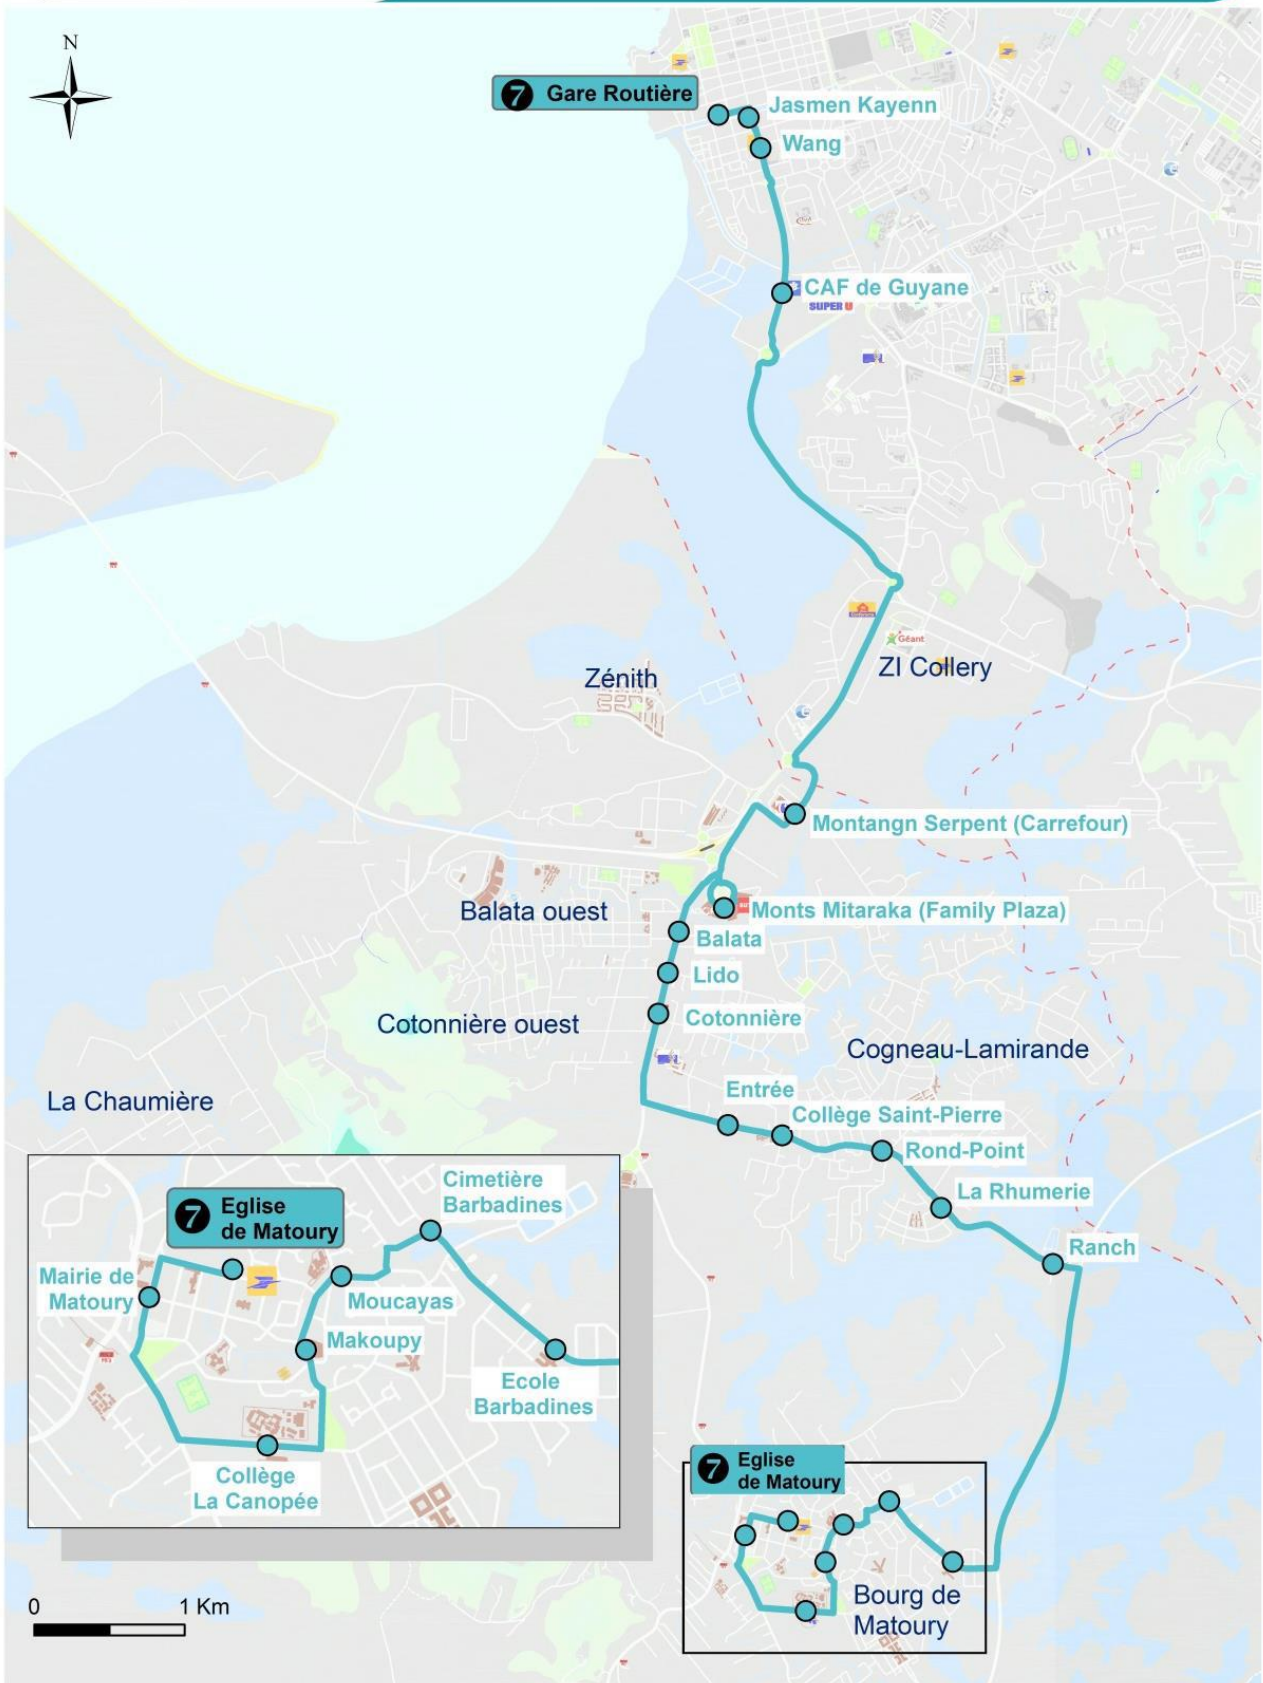 N
7 Gare Routière
Jasmen Kayenn
Wang
CAF de Guyane
SUPER U
Géant
ZI Collery
Zénith
Montangn Serpent (Carrefour)
Balata ouest
Monts Mitaraka (Family Plaza)
Balata
Lido
Cotonnière ouest
Cotonnière
Cogneau-Lamirande
La Chaumière
Entrée
Collège Saint-Pierre
Rond-Point
La Rhumerie
Ranch
Cimetière
Barbadines
7 Eglise
de Matoury
Mairie de
Matoury
Moucayas
Makoupy
Ecole
Barbadines
Collège
La Canopée
7 Eglise
de Matoury
Bourg de
Matoury
0 1 Km